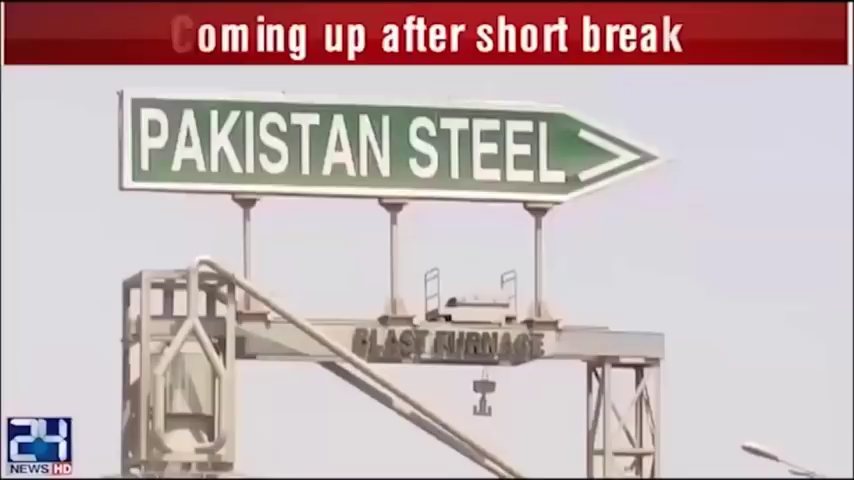 Coming up after short break
PAKISTAN STEEL
BLAST FURNACE
24
NEWS HD